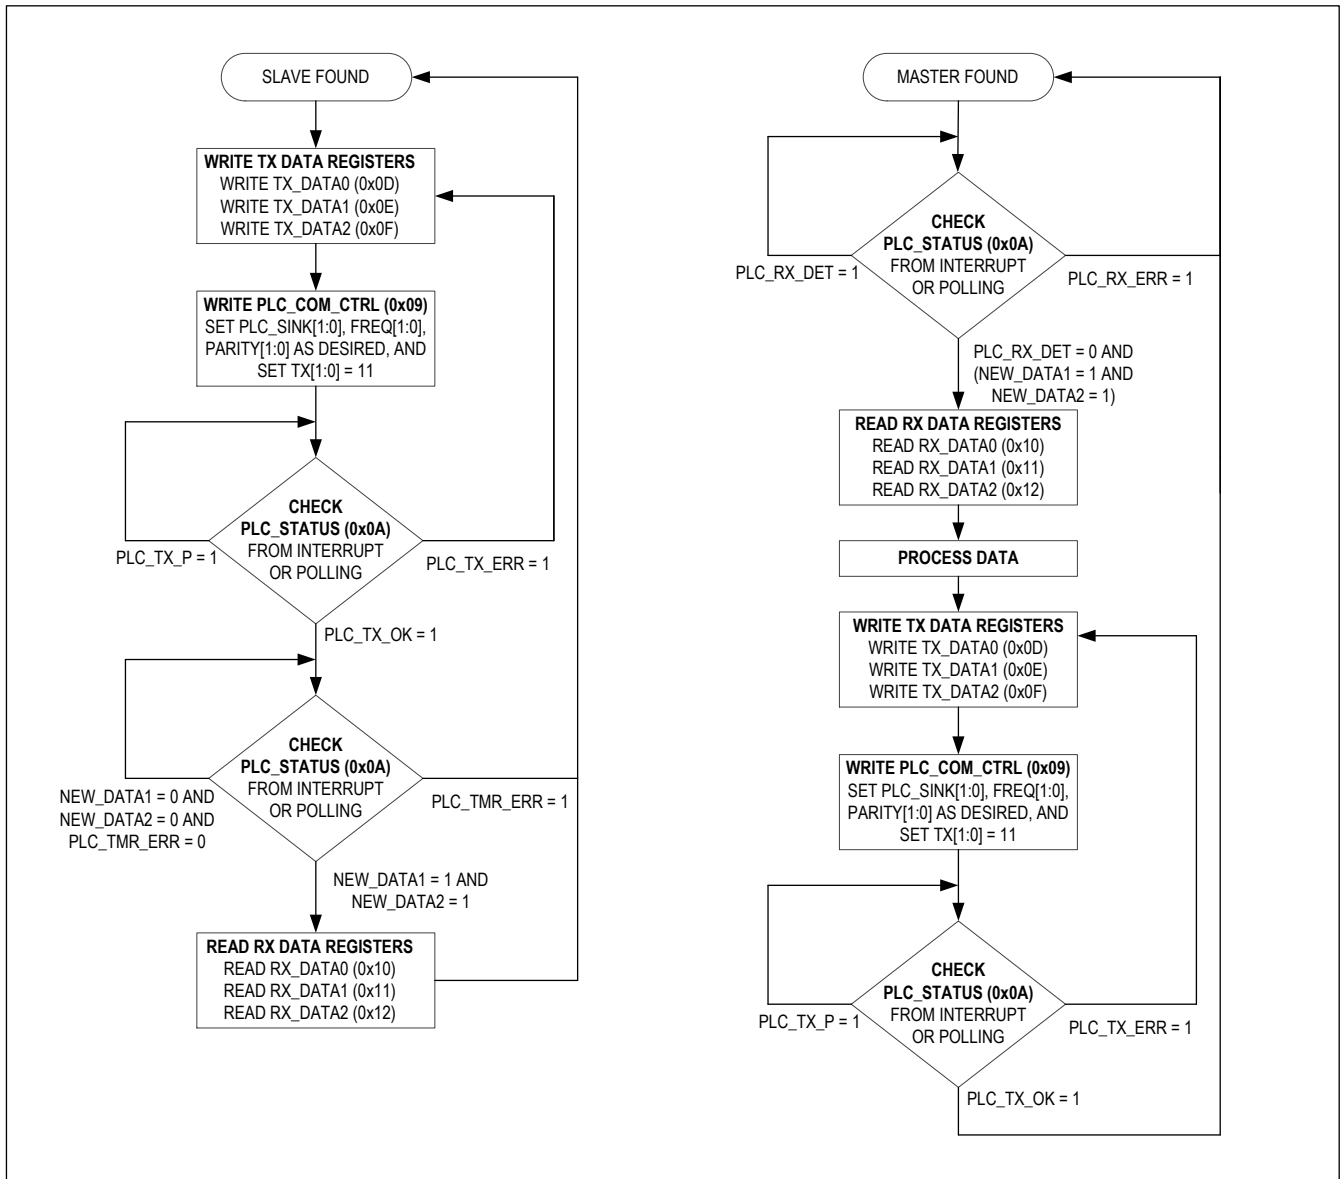 SLAVE FOUND
WRITE TX DATA REGISTERS
WRITE TX_DATA0 (0x0D)
WRITE TX_DATA1 (0x0E)
WRITE TX_DATA2 (0x0F)
WRITE PLC_COM_CTRL (0x09)
SET PLC_SINK[1:0], FREQ[1:0],
PARITY[1:0] AS DESIRED, AND
SET TX[1:0] = 11
CHECK
PLC_STATUS (0x0A)
FROM INTERRUPT
OR POLLING
PLC_TX_P = 1
PLC_TX_ERR = 1
PLC_TX_OK = 1
CHECK
PLC_STATUS (0x0A)
FROM INTERRUPT
OR POLLING
NEW_DATA1 = 0 AND
NEW_DATA2 = 0 AND
PLC_TMR_ERR = 0
PLC_TMR_ERR = 1
NEW_DATA1 = 1 AND
NEW_DATA2 = 1
READ RX DATA REGISTERS
READ RX_DATA0 (0x10)
READ RX_DATA1 (0x11)
READ RX_DATA2 (0x12)
MASTER FOUND
CHECK
PLC_STATUS (0x0A)
FROM INTERRUPT
OR POLLING
PLC_RX_DET = 1
PLC_RX_ERR = 1
PLC_RX_DET = 0 AND
(NEW_DATA1 = 1 AND
NEW_DATA2 = 1)
READ RX DATA REGISTERS
READ RX_DATA0 (0x10)
READ RX_DATA1 (0x11)
READ RX_DATA2 (0x12)
PROCESS DATA
WRITE TX DATA REGISTERS
WRITE TX_DATA0 (0x0D)
WRITE TX_DATA1 (0x0E)
WRITE TX_DATA2 (0x0F)
WRITE PLC_COM_CTRL (0x09)
SET PLC_SINK[1:0], FREQ[1:0],
PARITY[1:0] AS DESIRED, AND
SET TX[1:0] = 11
CHECK
PLC_STATUS (0x0A)
FROM INTERRUPT
OR POLLING
PLC_TX_P = 1
PLC_TX_ERR = 1
PLC_TX_OK = 1